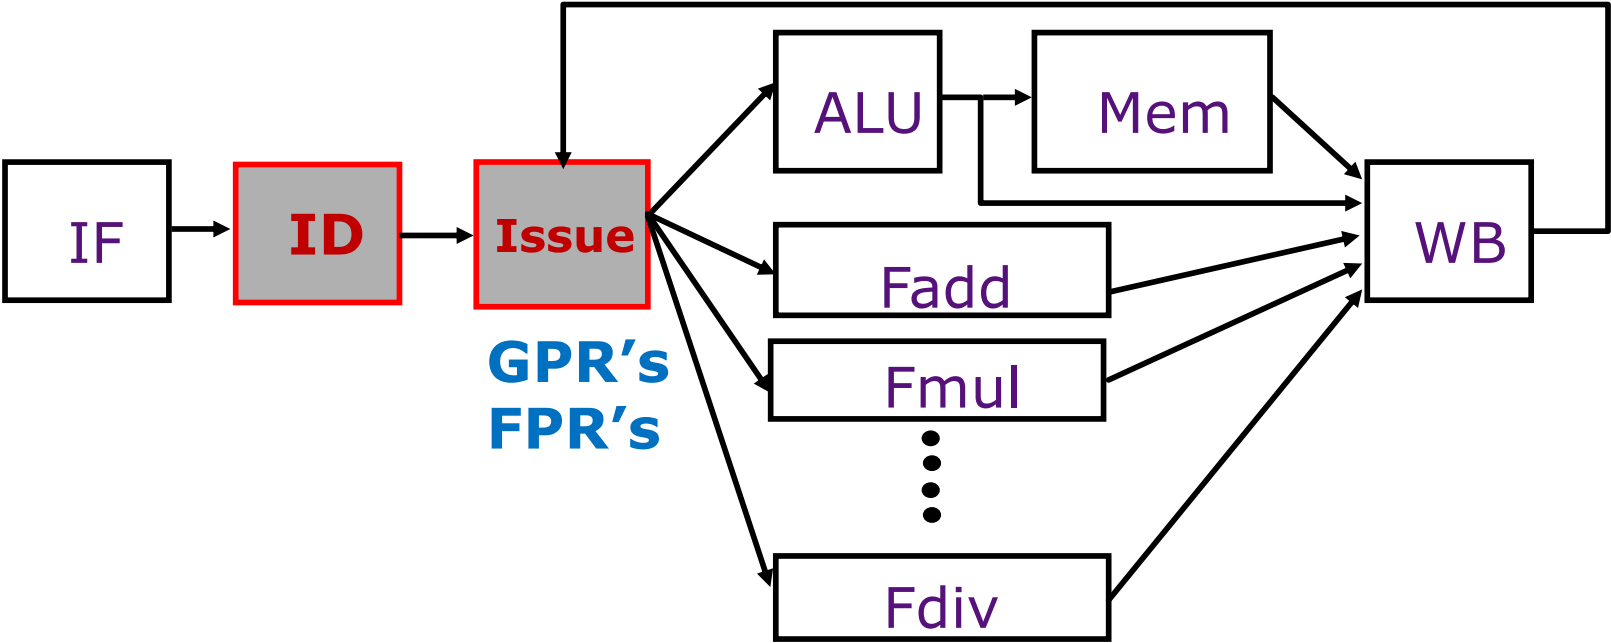 ALU
Mem
IF
ID
Issue
WB
Fadd
GPR’s
FPR’s
Fmul
Fdiv